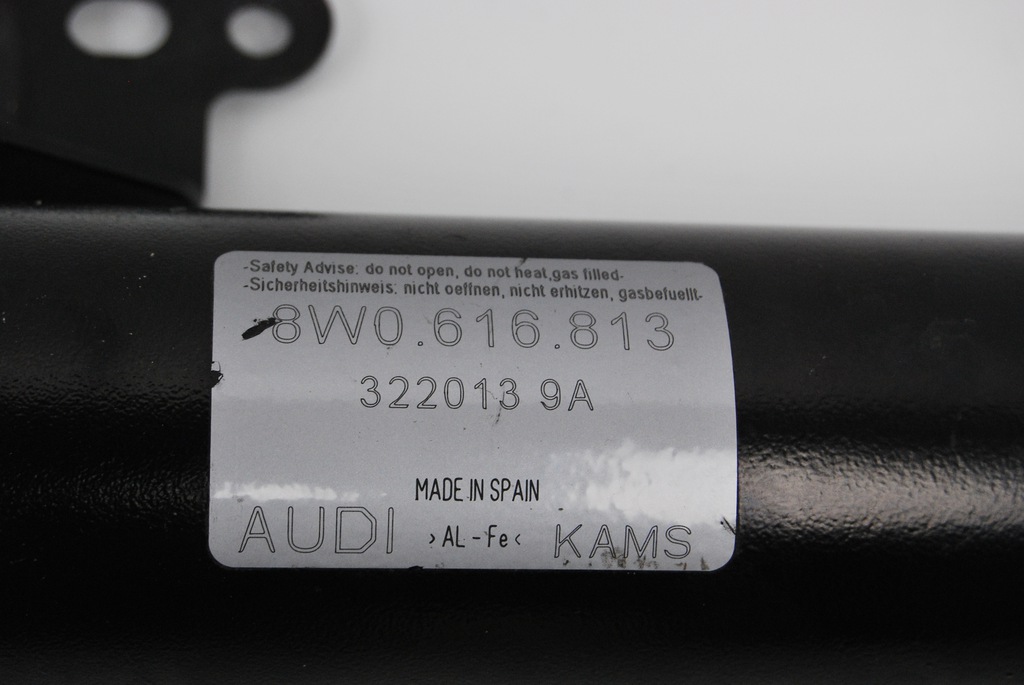 -Safety Advise: do not open, do not heat,gas filled-
-Sicherheitshinweis: nicht oeffnen, nicht erhitzen, gasbefuellt-
8W0.616.813
322013 9A
MADE IN SPAIN
AUDI >AL-Fe< KAMS